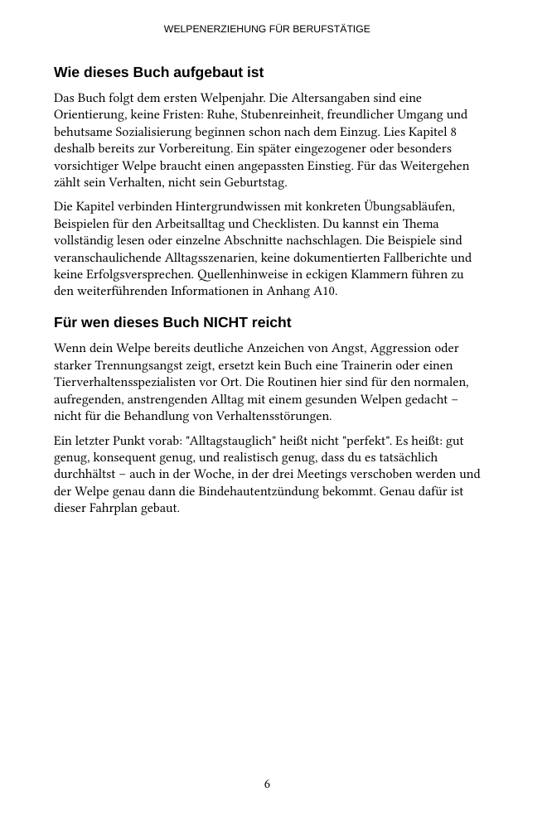 WELPENERZIEHUNG FÜR BERUFSTÄTIGE
Wie dieses Buch aufgebaut ist
Das Buch folgt dem ersten Welpenjahr. Die Altersangaben sind eine
Orientierung, keine Fristen: Ruhe, Stubenreinheit, freundlicher Umgang und
behutsame Sozialisierung beginnen schon nach dem Einzug. Lies Kapitel 8
deshalb bereits zur Vorbereitung. Ein später eingezogener oder besonders
vorsichtiger Welpe braucht einen angepassten Einstieg. Für das Weitergehen
zählt sein Verhalten, nicht sein Geburtstag.
Die Kapitel verbinden Hintergrundwissen mit konkreten Übungsabläufen,
Beispielen für den Arbeitsalltag und Checklisten. Du kannst ein Thema
vollständig lesen oder einzelne Abschnitte nachschlagen. Die Beispiele sind
veranschaulichende Alltagsszenarien, keine dokumentierten Fallberichte und
keine Erfolgsversprechen. Quellenhinweise in eckigen Klammern führen zu
den weiterführenden Informationen in Anhang A10.
Für wen dieses Buch NICHT reicht
Wenn dein Welpe bereits deutliche Anzeichen von Angst, Aggression oder
starker Trennungsangst zeigt, ersetzt kein Buch eine Trainerin oder einen
Tierverhaltensspezialisten vor Ort. Die Routinen hier sind für den normalen,
aufregenden, anstrengenden Alltag mit einem gesunden Welpen gedacht –
nicht für die Behandlung von Verhaltensstörungen.
Ein letzter Punkt vorab: "Alltagstauglich" heißt nicht "perfekt". Es heißt: gut
genug, konsequent genug, und realistisch genug, dass du es tatsächlich
durchhältst – auch in der Woche, in der drei Meetings verschoben werden und
der Welpe genau dann die Bindehautentzündung bekommt. Genau dafür ist
dieser Fahrplan gebaut.
6